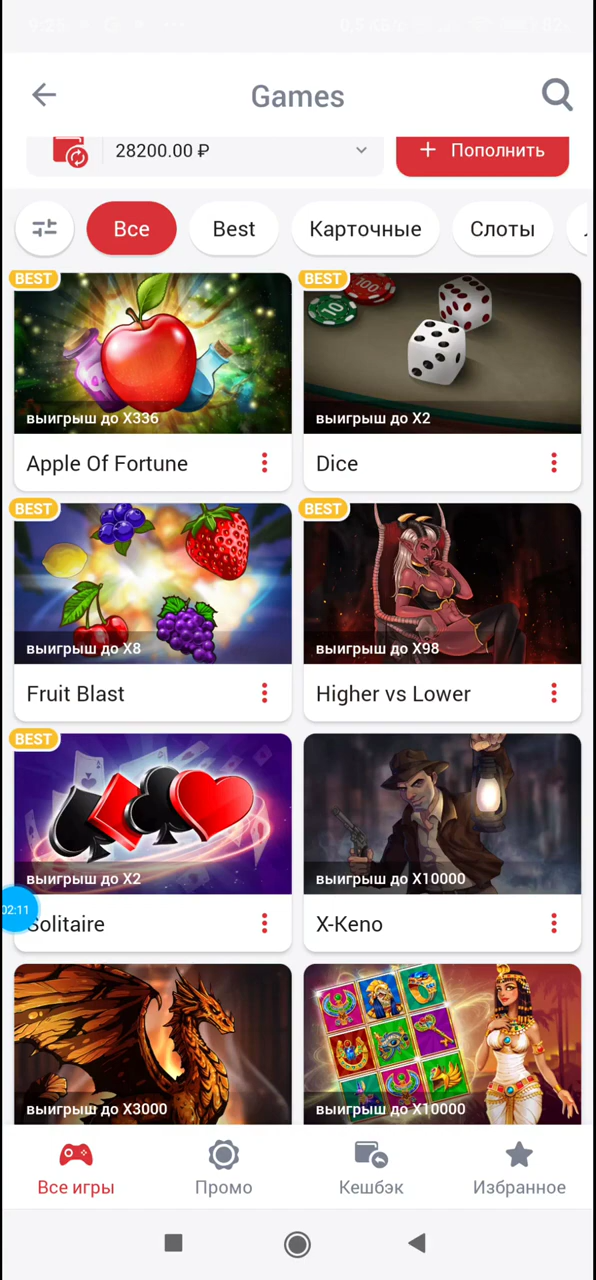 Games
28200.00 ₽
+ Пополнить
Все
Best
Карточные
Слоты
BEST
BEST
выигрыш до X336
выигрыш до X2
Apple Of Fortune
Dice
BEST
BEST
выигрыш до X8
выигрыш до X98
Fruit Blast
Higher vs Lower
BEST
выигрыш до X2
выигрыш до X10000
02:11
Solitaire
X-Keno
выигрыш до X3000
выигрыш до X10000
Все игры
Промо
Кешбэк
Избранное